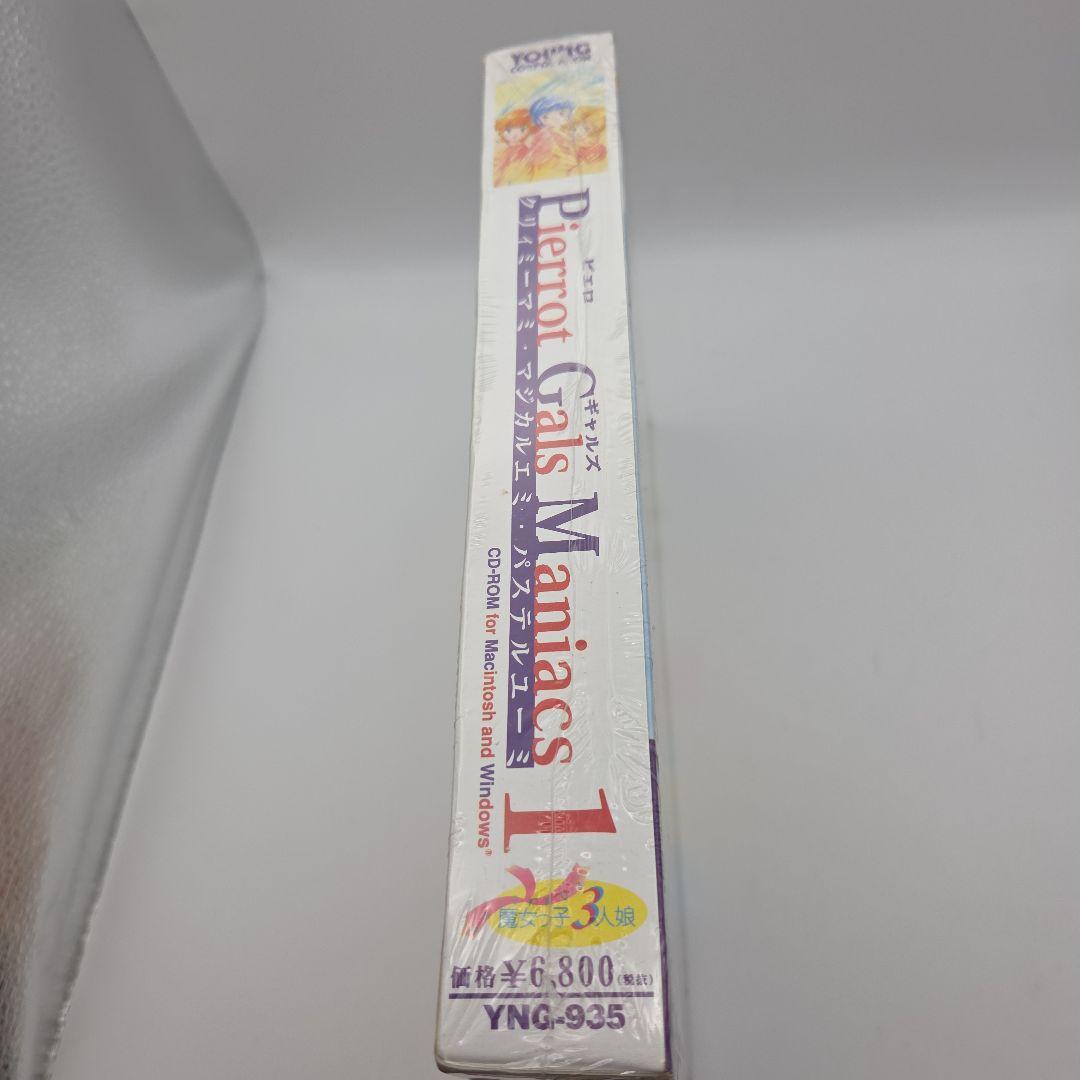 YOUNG
ピエロ ギャルズ
Pierrot Gals Maniacs 1
クリィミーマミ・マジカルエミ・パステルユーミ
CD-ROM for Macintosh and Windows®
魔女っ子3人娘
価格 ¥6,800(税抜)
YNG-935